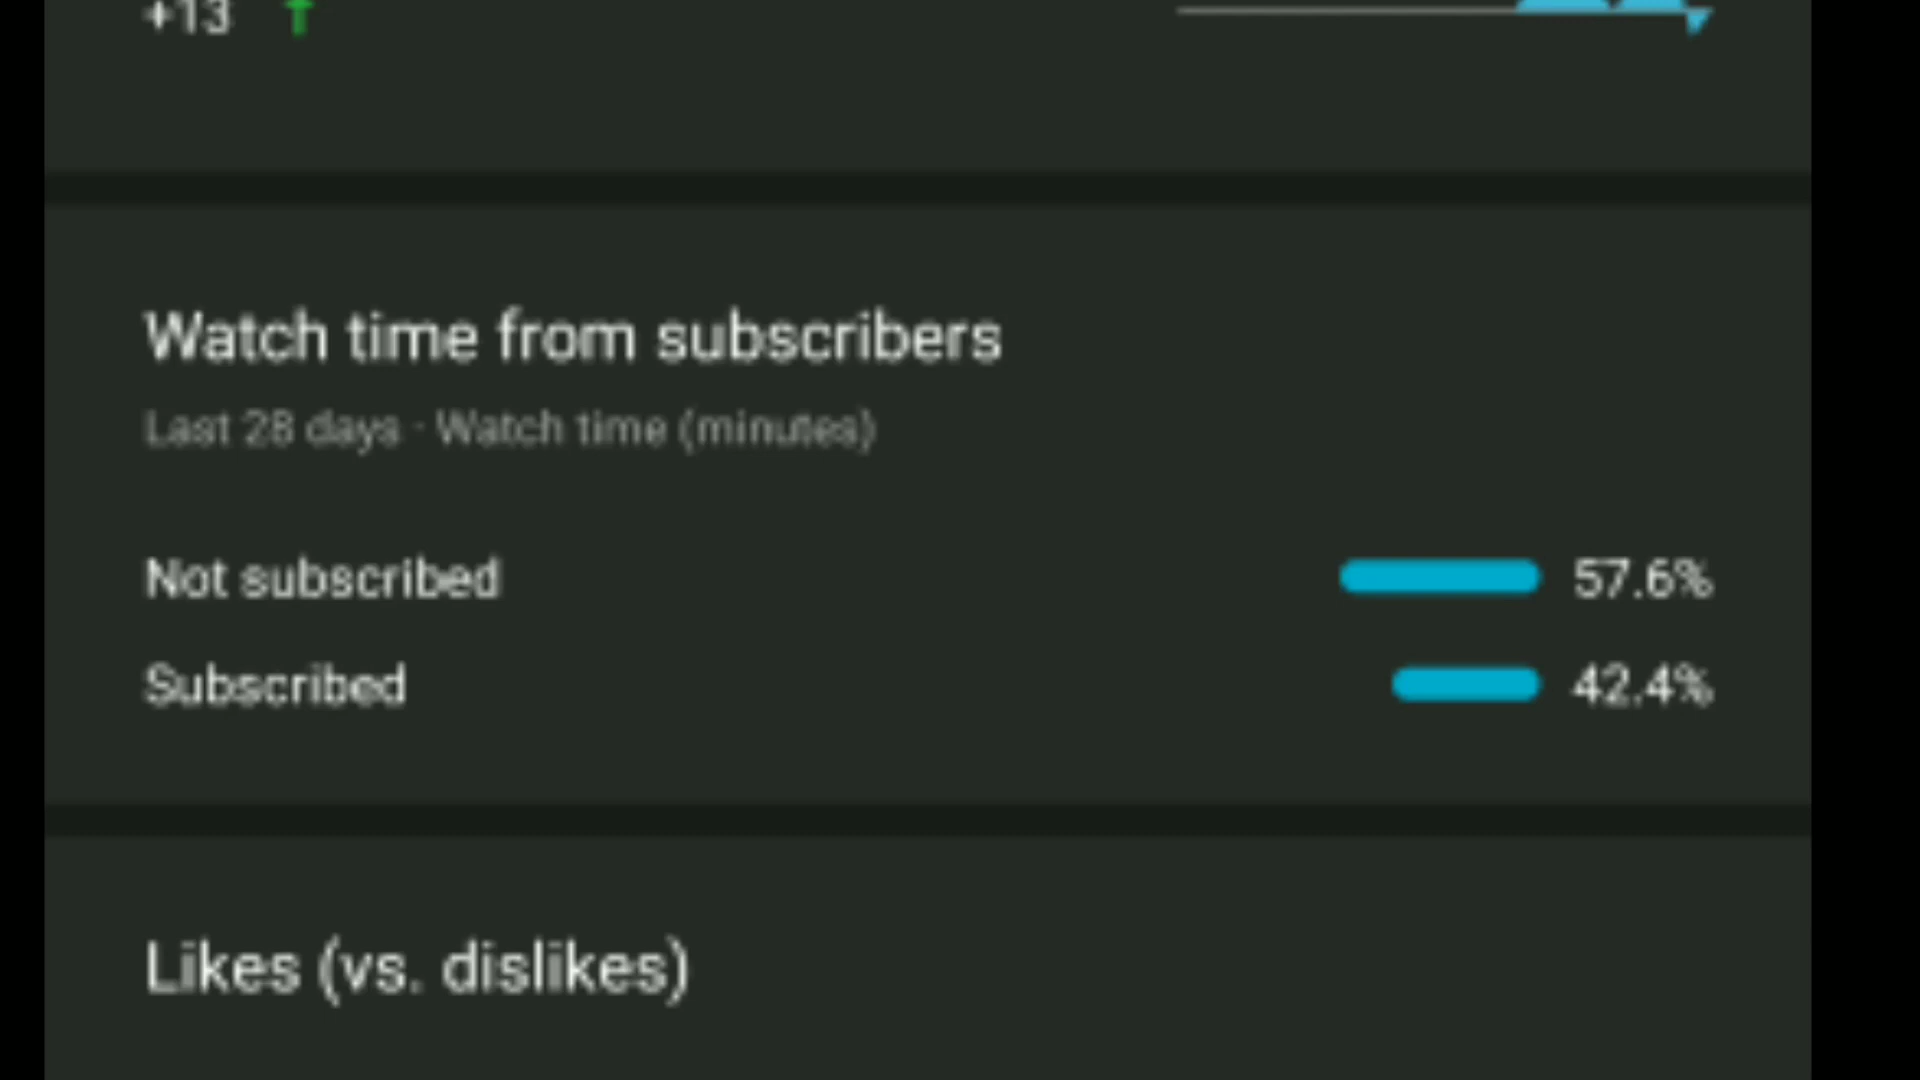 +13
Watch time from subscribers
Last 28 days · Watch time (minutes)
Not subscribed 57.6%
Subscribed 42.4%
Likes (vs. dislikes)